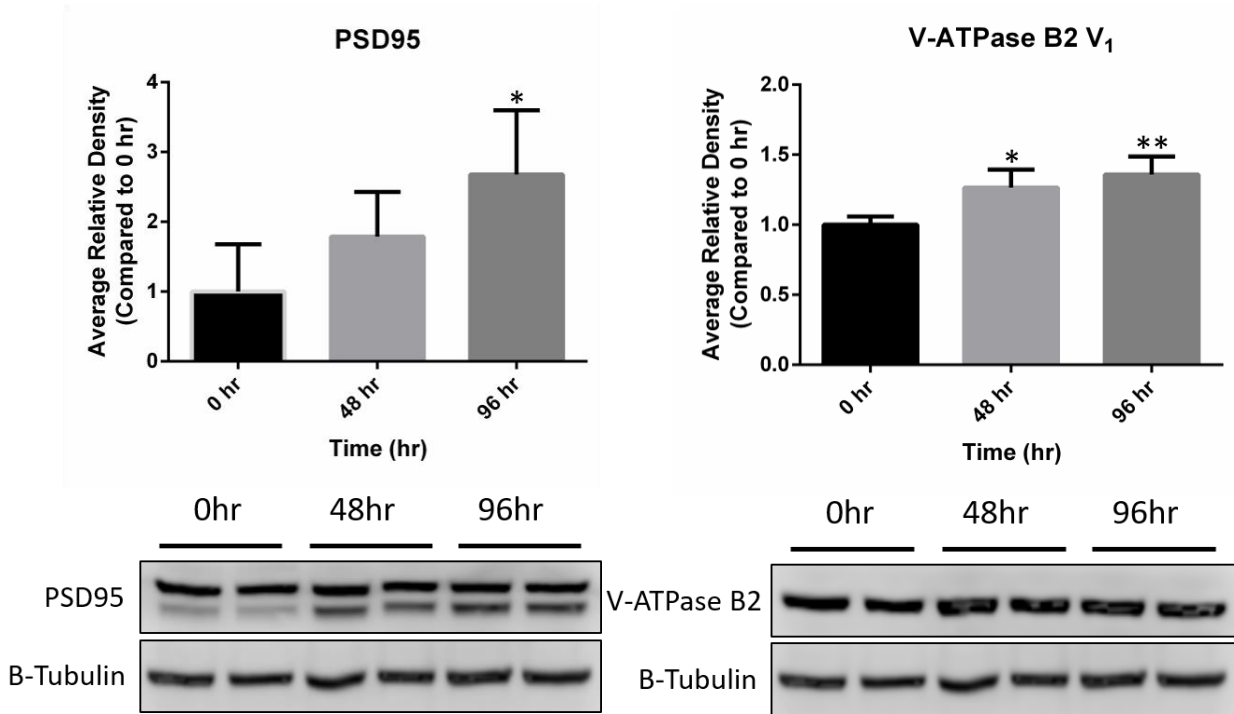 PSD95
Average Relative Density
(Compared to 0 hr)
4
3
2
1
0
*
0 hr
48 hr
96 hr
Time (hr)
V-ATPase B2 V₁
Average Relative Density
(Compared to 0 hr)
2.0
1.5
1.0
0.5
0.0
*
**
0 hr
48 hr
96 hr
Time (hr)
0hr 48hr 96hr
PSD95
B-Tubulin
0hr 48hr 96hr
V-ATPase B2
B-Tubulin